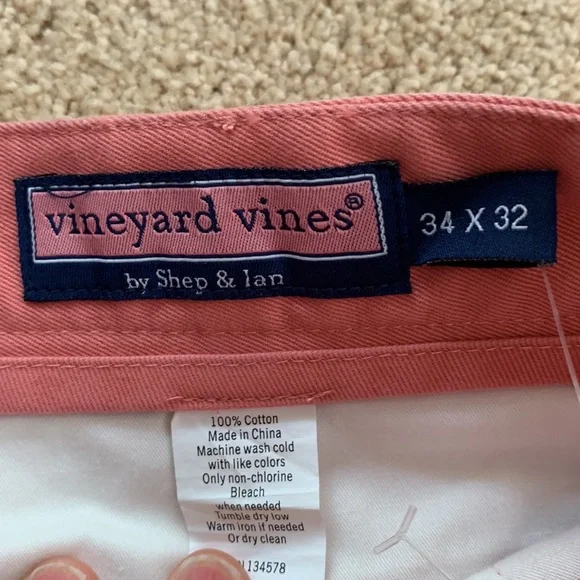 vineyard vines®
34 X 32
by Shep & Ian
100% Cotton
Made in China
Machine wash cold
with like colors
Only non-chlorine
Bleach
when needed
Tumble dry low
Warm iron if needed
Or dry clean
134578